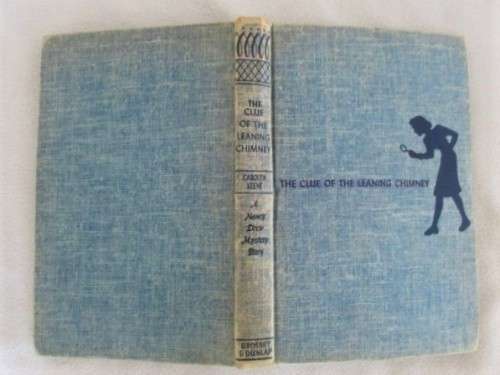 THE
CLUE
OF THE
LEANING
CHIMNEY
CAROLYN
KEENE
A
Nancy
Drew
Mystery
Story
GROSSET
& DUNLAP
THE CLUE OF THE LEANING CHIMNEY